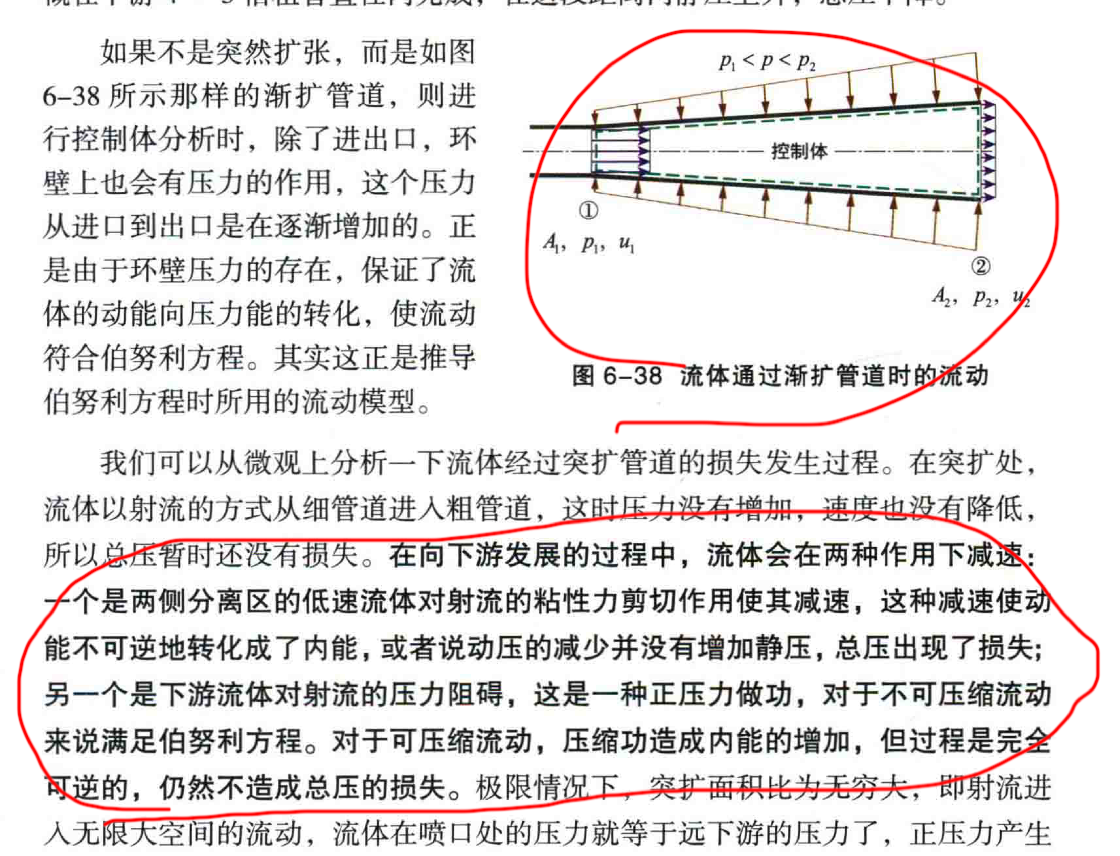 如果不是突然扩张，而是如图
6–38 所示那样的渐扩管道，则进
行控制体分析时，除了进出口，环
壁上也会有压力的作用，这个压力
从进口到出口是在逐渐增加的。正
是由于环壁压力的存在，保证了流
体的动能向压力能的转化，使流动
符合伯努利方程。其实这正是推导
伯努利方程时所用的流动模型。
p₁ < p < p₂
控制体
①
A₁, p₁, u₁
②
A₂, p₂, u₂
图 6–38 流体通过渐扩管道时的流动
我们可以从微观上分析一下流体经过突扩管道的损失发生过程。在突扩处，
流体以射流的方式从细管道进入粗管道，这时压力没有增加，速度也没有降低，
所以总压暂时还没有损失。在向下游发展的过程中，流体会在两种作用下减速：
一个是两侧分离区的低速流体对射流的粘性力剪切作用使其减速，这种减速使动
能不可逆地转化成了内能，或者说动压的减少并没有增加静压，总压出现了损失；
另一个是下游流体对射流的压力阻碍，这是一种正压力做功，对于不可压缩流动
来说满足伯努利方程。对于可压缩流动，压缩功造成内能的增加，但过程是完全
可逆的，仍然不造成总压的损失。极限情况下，突扩面积比为无穷大，即射流进
入无限大空间的流动，流体在喷口处的压力就等于远下游的压力了，正压力产生